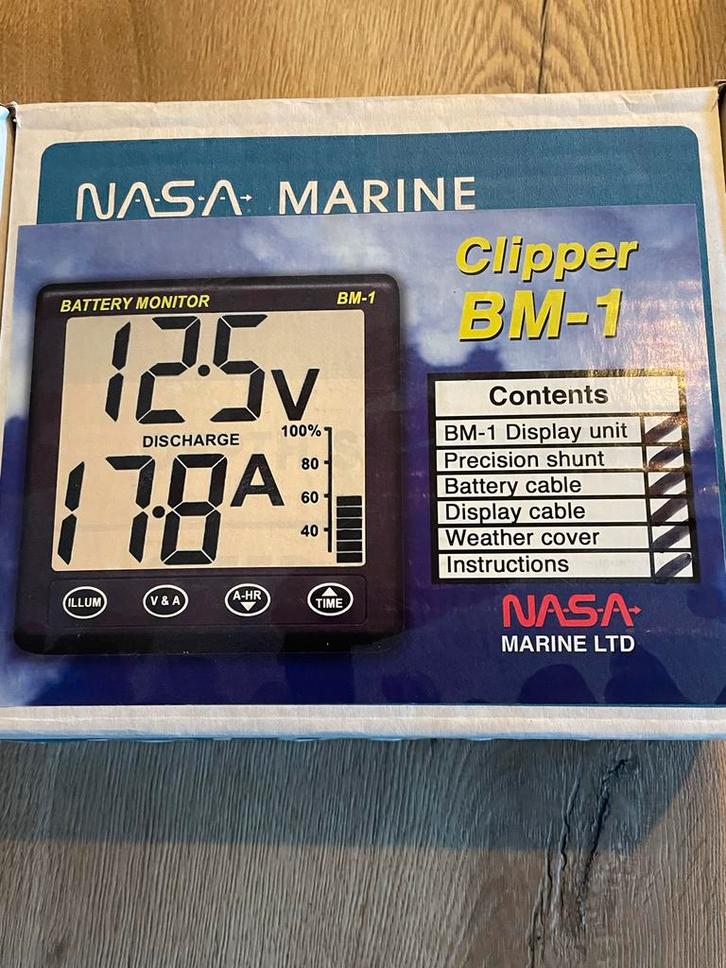 NASA MARINE
Clipper
BM-1
BATTERY MONITOR
BM-1
12.5V
DISCHARGE
17.8A
100%
80
60
40
ILLUM
V & A
A-HR
TIME
Contents
BM-1 Display unit
Precision shunt
Battery cable
Display cable
Weather cover
Instructions
NASA
MARINE LTD